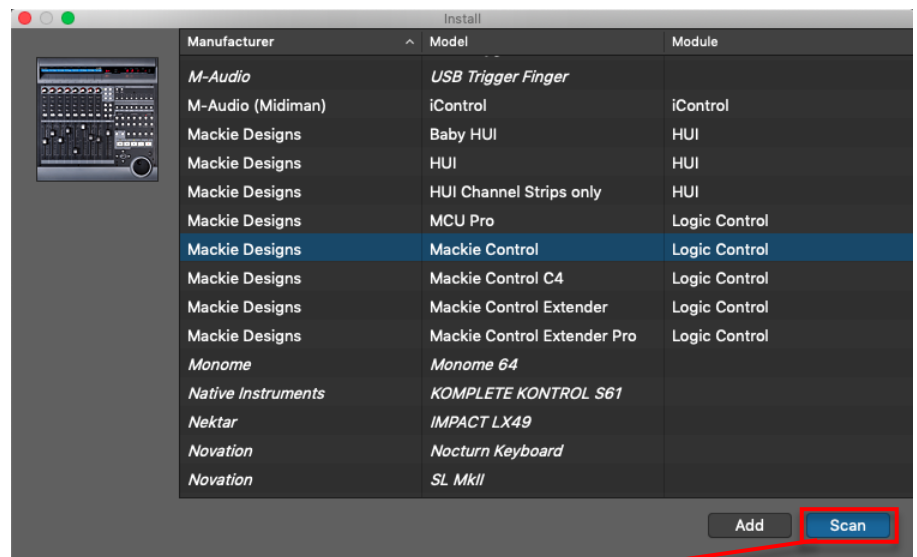 Install
Manufacturer Model Module
M-Audio USB Trigger Finger
M-Audio (Midiman) iControl iControl
Mackie Designs Baby HUI HUI
Mackie Designs HUI HUI
Mackie Designs HUI Channel Strips only HUI
Mackie Designs MCU Pro Logic Control
Mackie Designs Mackie Control Logic Control
Mackie Designs Mackie Control C4 Logic Control
Mackie Designs Mackie Control Extender Logic Control
Mackie Designs Mackie Control Extender Pro Logic Control
Monome Monome 64
Native Instruments KOMPLETE KONTROL S61
Nektar IMPACT LX49
Novation Nocturn Keyboard
Novation SL MkII
Add Scan